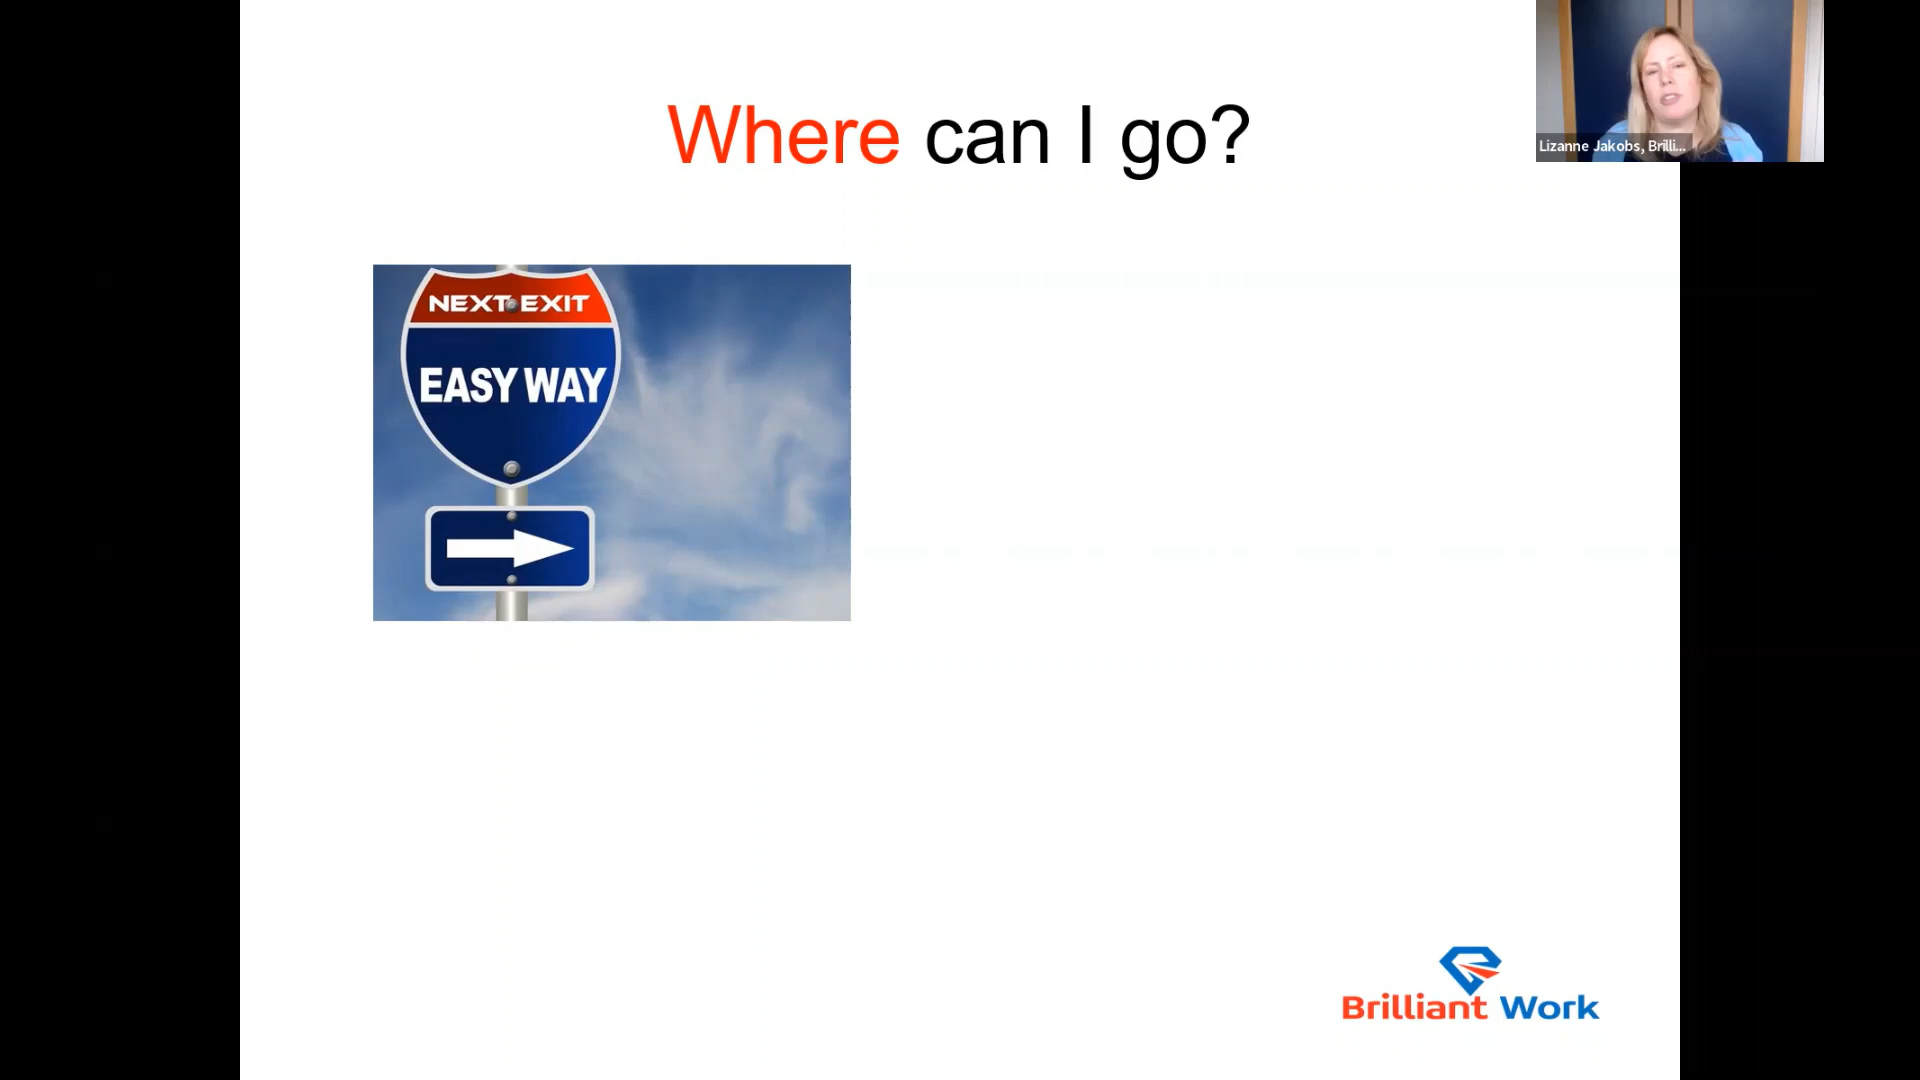 Where can I go?
Lizanne Jakobs, Brilli...
NEXT EXIT
EASY WAY
Brilliant Work